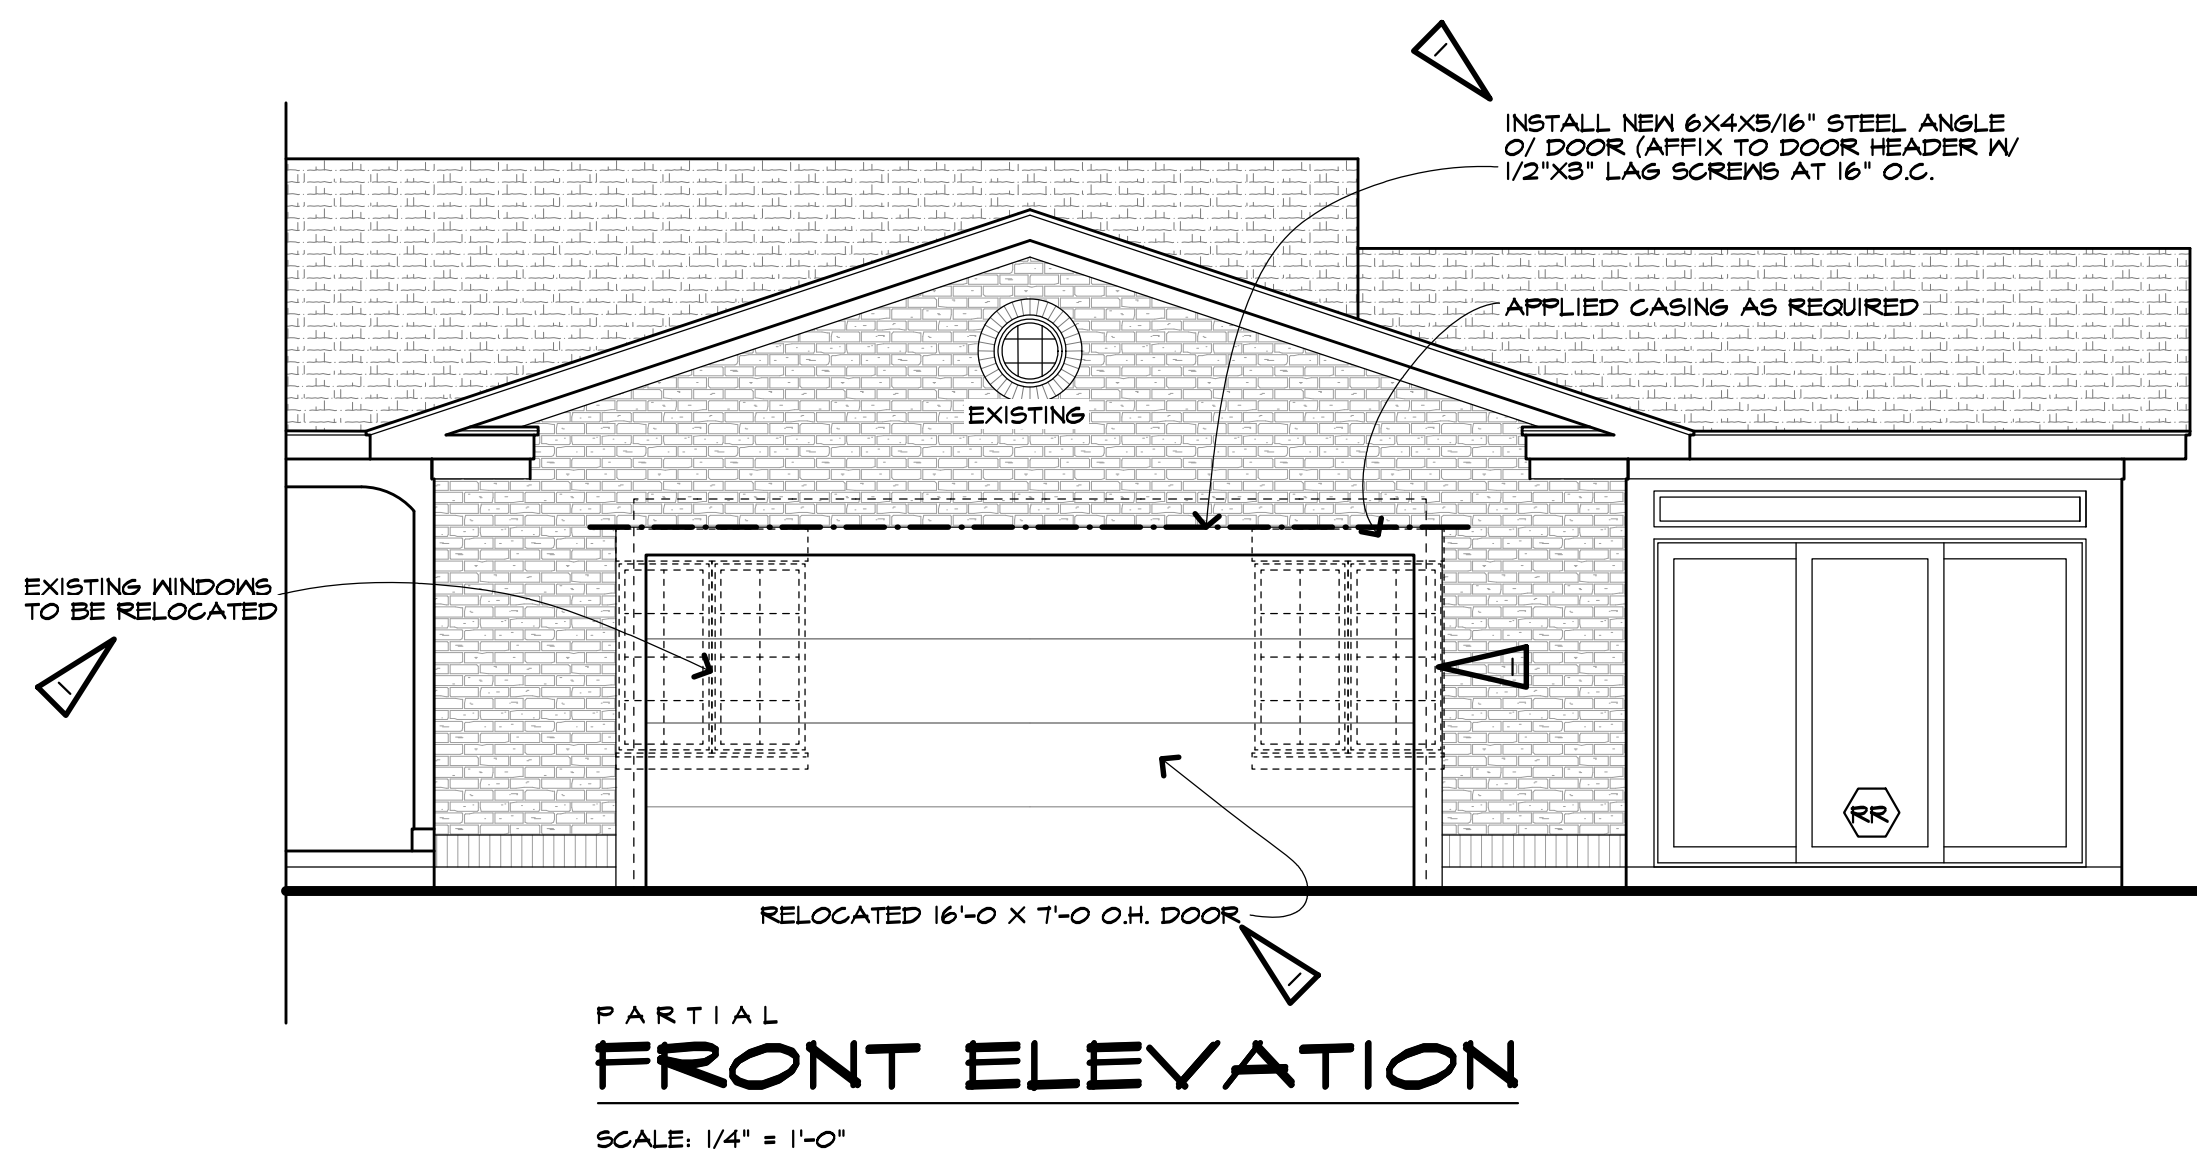 INSTALL NEW 6X4X5/16" STEEL ANGLE
O/ DOOR (AFFIX TO DOOR HEADER W/
1/2"X3" LAG SCREWS AT 16" O.C.
APPLIED CASING AS REQUIRED
EXISTING
EXISTING WINDOWS
TO BE RELOCATED
RR
RELOCATED 16'-0 X 7'-0 O.H. DOOR
PARTIAL
FRONT ELEVATION
SCALE: 1/4" = 1'-0"